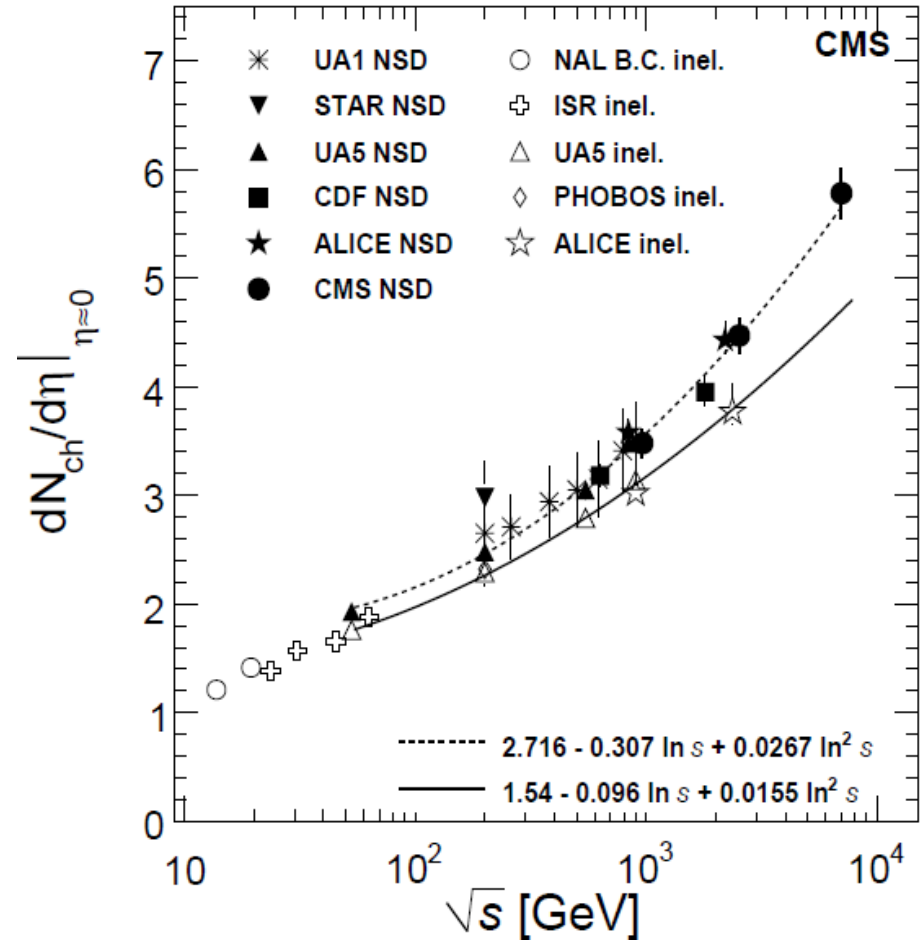 CMS
UA1 NSD
STAR NSD
UA5 NSD
CDF NSD
ALICE NSD
CMS NSD
NAL B.C. inel.
ISR inel.
UA5 inel.
PHOBOS inel.
ALICE inel.
7
6
5
4
3
2
1
0
dN_ch/dη|_η≈0
2.716 - 0.307 ln s + 0.0267 ln² s
1.54 - 0.096 ln s + 0.0155 ln² s
10 10² 10³ 10⁴
√s [GeV]